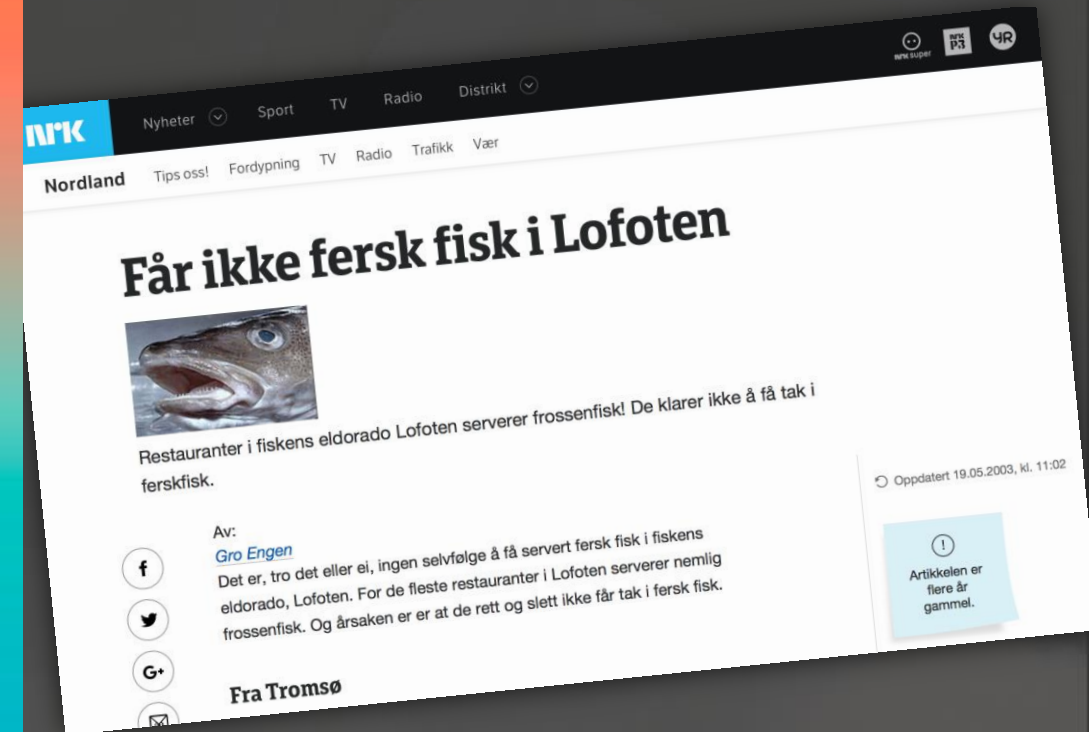 nrk super
nrk P3
YR
nrk
Nyheter Sport TV Radio Distrikt
Nordland Tips oss! Fordypning TV Radio Trafikk Vær
Får ikke fersk fisk i Lofoten
Restauranter i fiskens eldorado Lofoten serverer frossenfisk! De klarer ikke å få tak i
ferskfisk.
Oppdatert 19.05.2003, kl. 11:02
Artikkelen er
flere år
gammel.
Av:
Gro Engen
Det er, tro det eller ei, ingen selvfølge å få servert fersk fisk i fiskens
eldorado, Lofoten. For de fleste restauranter i Lofoten serverer nemlig
frossenfisk. Og årsaken er er at de rett og slett ikke får tak i fersk fisk.
f
G+
Fra Tromsø